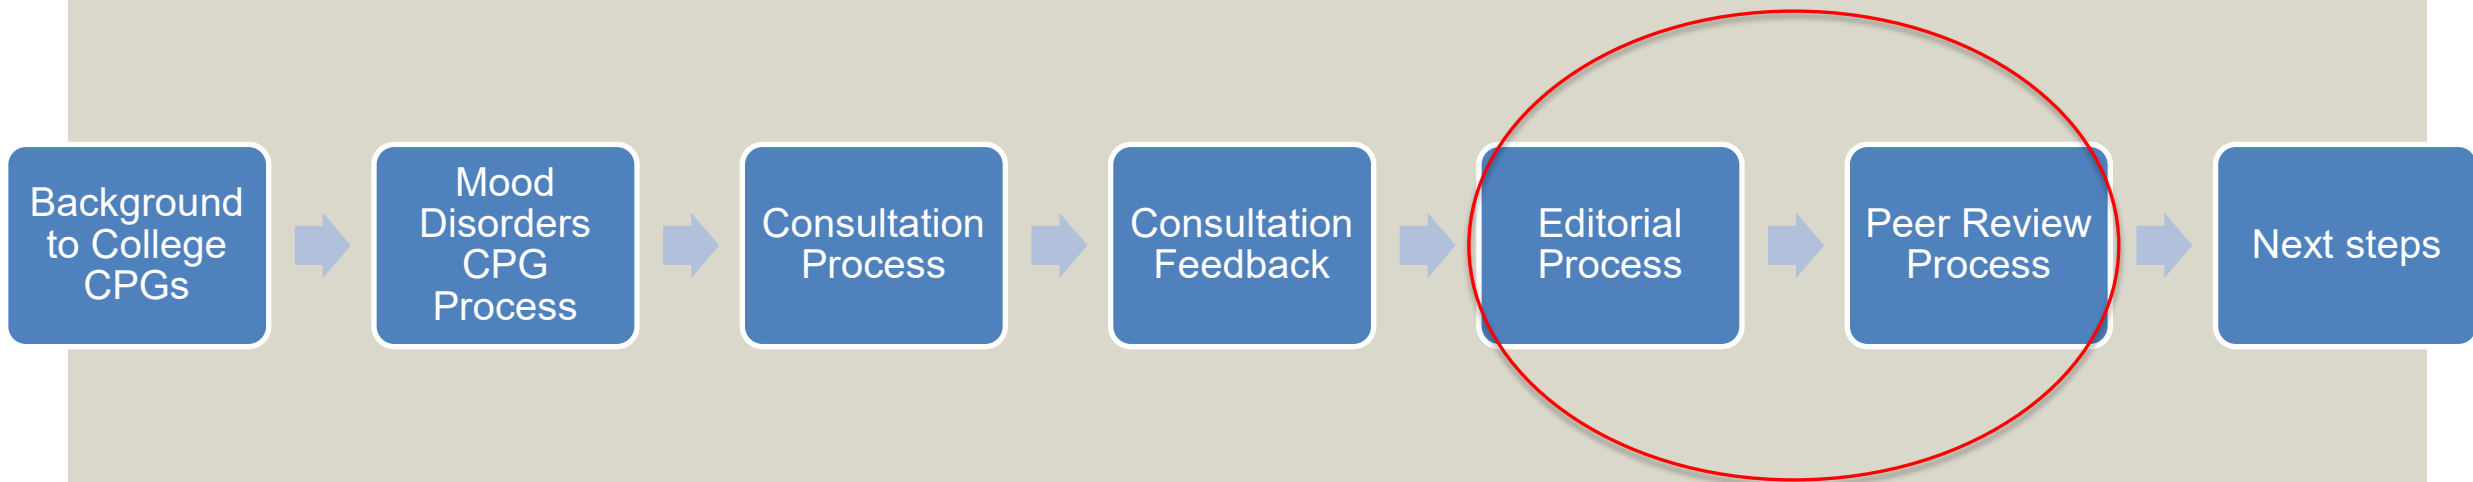 Background
to College
CPGs
Mood
Disorders
CPG
Process
Consultation
Process
Consultation
Feedback
Editorial
Process
Peer Review
Process
Next steps